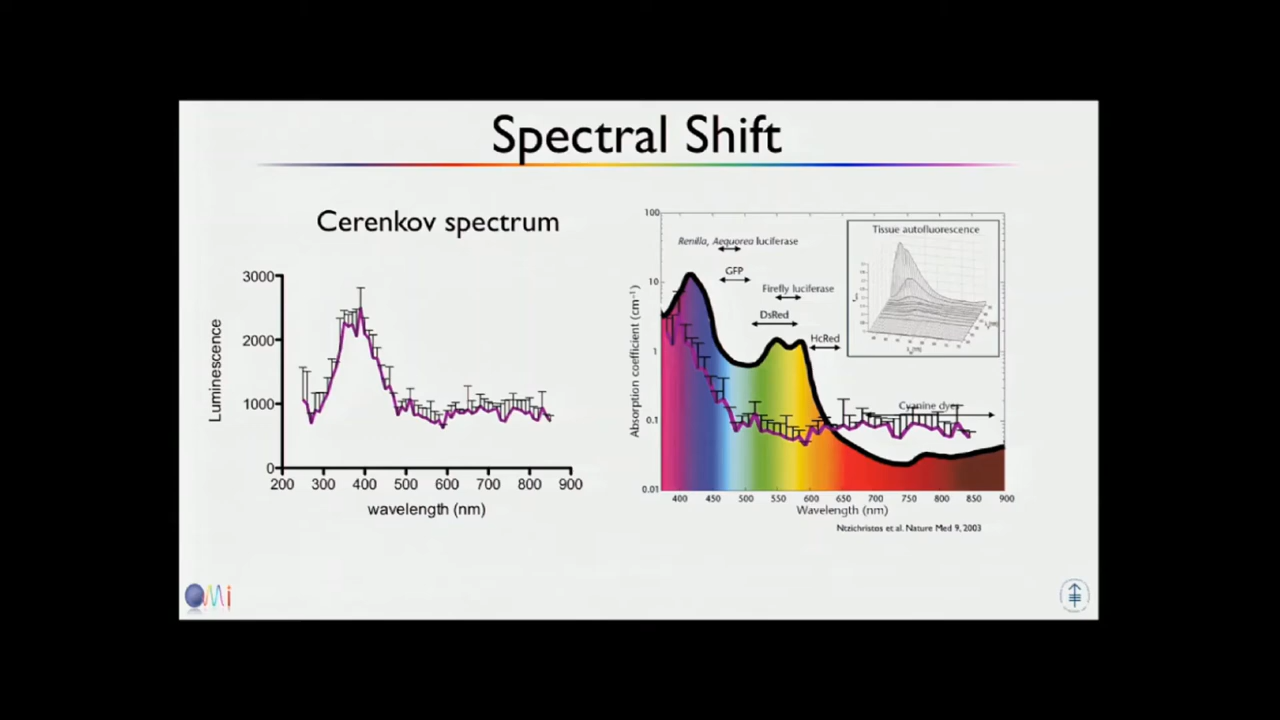 Spectral Shift
Cerenkov spectrum
3000
2000
1000
0
Luminescence
200 300 400 500 600 700 800 900
wavelength (nm)
100
10
1
0.1
0.01
Absorption coefficient (cm⁻¹)
Renilla, Aequorea luciferase
GFP
Firefly luciferase
DsRed
HcRed
Cyanine dyes
Tissue autofluorescence
400 450 500 550 600 650 700 750 800 850 900
Wavelength (nm)
Ntzichristos et al. Nature Med 9, 2003